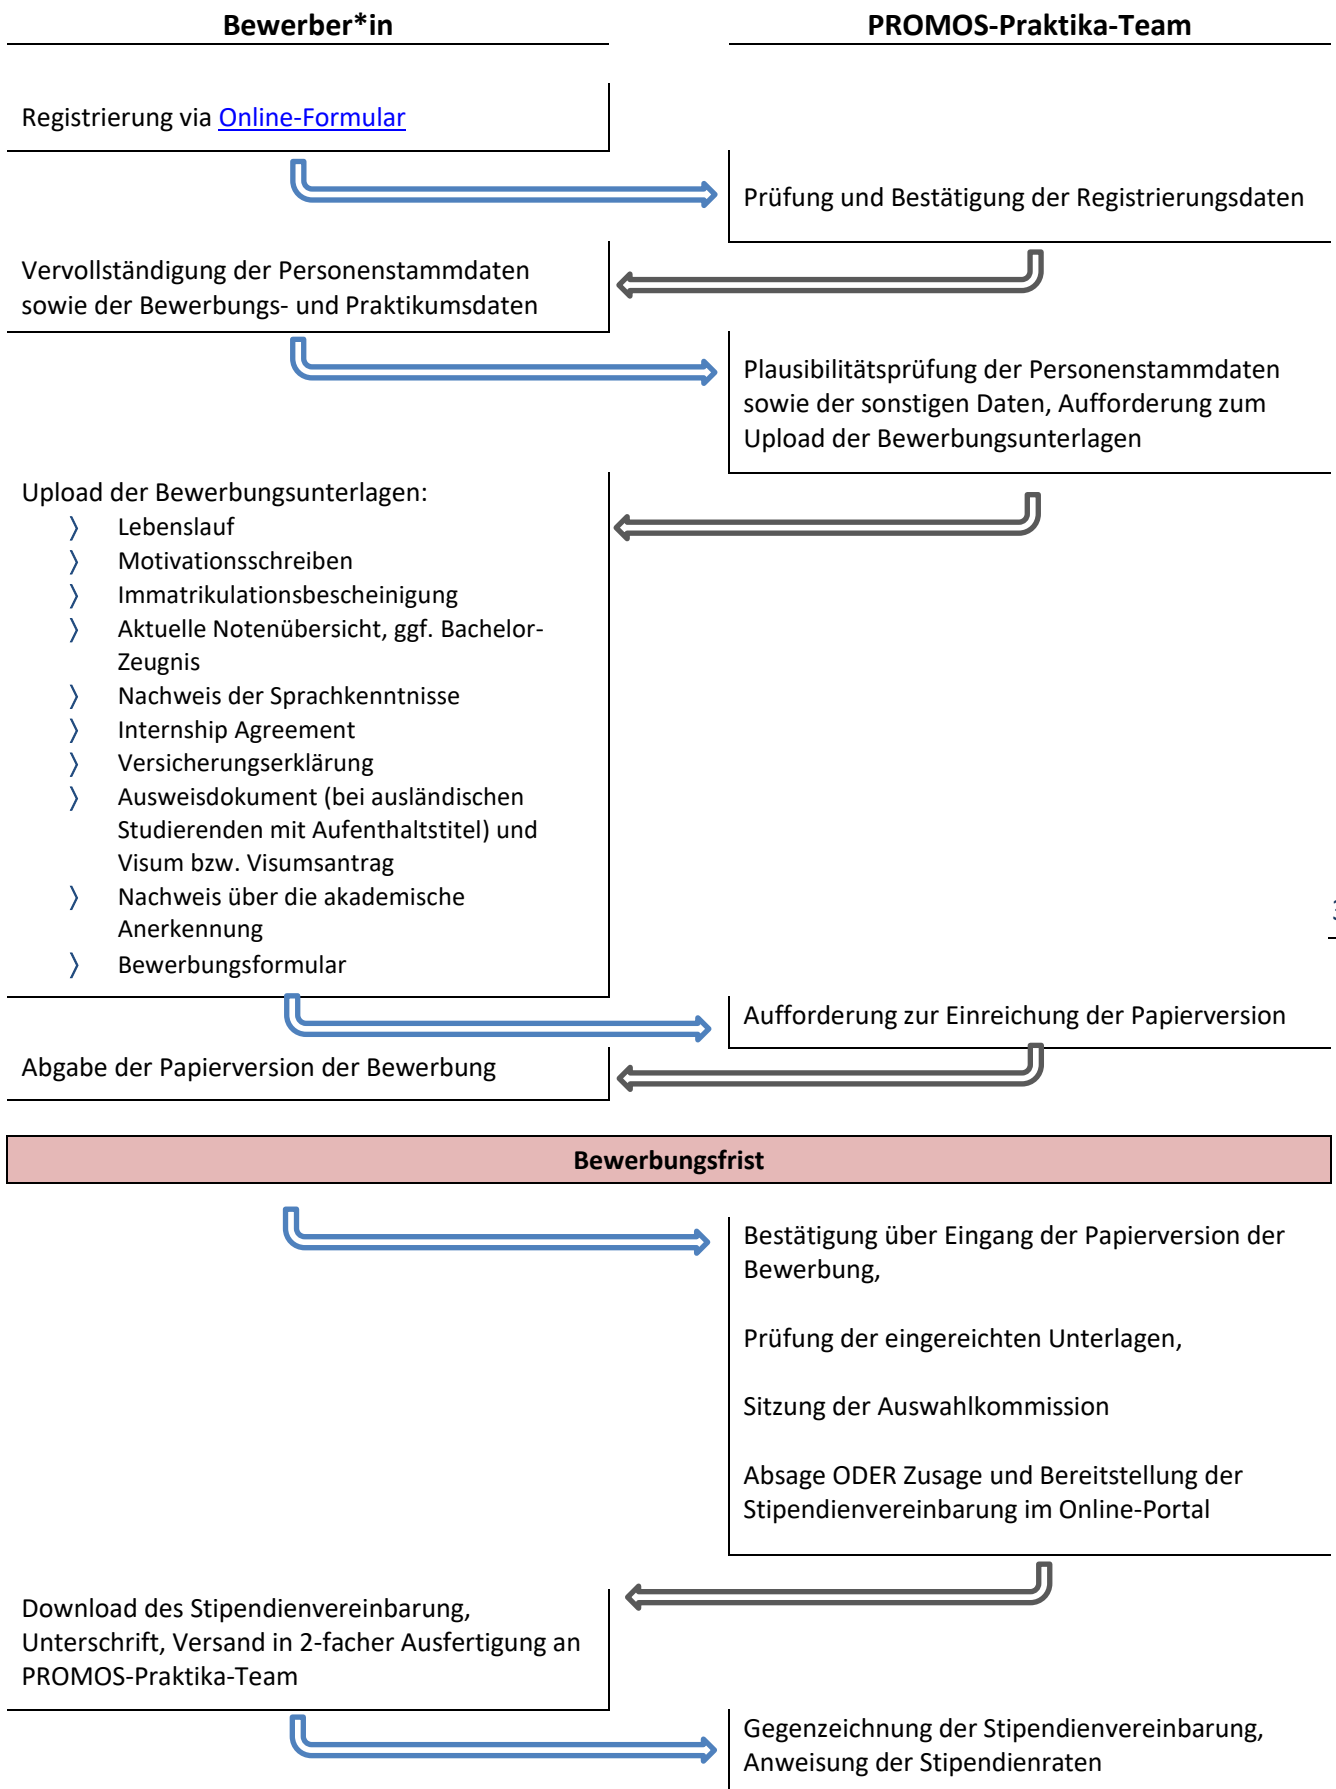 Bewerber*in
PROMOS-Praktika-Team
Registrierung via Online-Formular
Prüfung und Bestätigung der Registrierungsdaten
Vervollständigung der Personenstammdaten
sowie der Bewerbungs- und Praktikumsdaten
Plausibilitätsprüfung der Personenstammdaten
sowie der sonstigen Daten, Aufforderung zum
Upload der Bewerbungsunterlagen
Upload der Bewerbungsunterlagen:
〉 Lebenslauf
〉 Motivationsschreiben
〉 Immatrikulationsbescheinigung
〉 Aktuelle Notenübersicht, ggf. Bachelor-
Zeugnis
〉 Nachweis der Sprachkenntnisse
〉 Internship Agreement
〉 Versicherungserklärung
〉 Ausweisdokument (bei ausländischen
Studierenden mit Aufenthaltstitel) und
Visum bzw. Visumsantrag
〉 Nachweis über die akademische
Anerkennung
〉 Bewerbungsformular
3
Aufforderung zur Einreichung der Papierversion
Abgabe der Papierversion der Bewerbung
Bewerbungsfrist
Bestätigung über Eingang der Papierversion der
Bewerbung,
Prüfung der eingereichten Unterlagen,
Sitzung der Auswahlkommission
Absage ODER Zusage und Bereitstellung der
Stipendienvereinbarung im Online-Portal
Download des Stipendienvereinbarung,
Unterschrift, Versand in 2-facher Ausfertigung an
PROMOS-Praktika-Team
Gegenzeichnung der Stipendienvereinbarung,
Anweisung der Stipendienraten